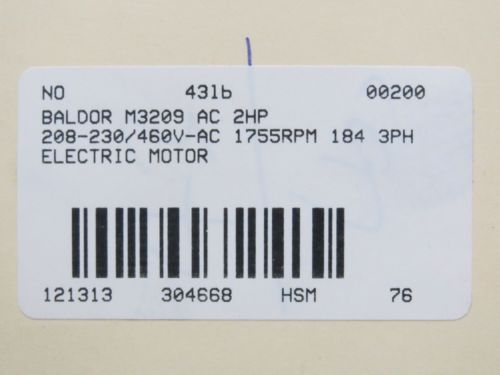 NO 431b 00200
BALDOR M3209 AC 2HP
208-230/460V-AC 1755RPM 184 3PH
ELECTRIC MOTOR
121313 304668 HSM 76